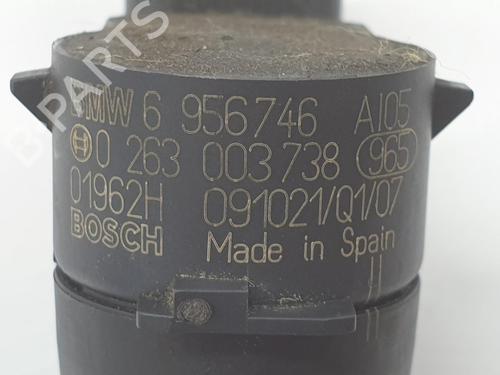 BMW 6 956746 AI05
0 263 003 738 965
01962H 091021/Q1/07
BOSCH Made in Spain
B-PARTS